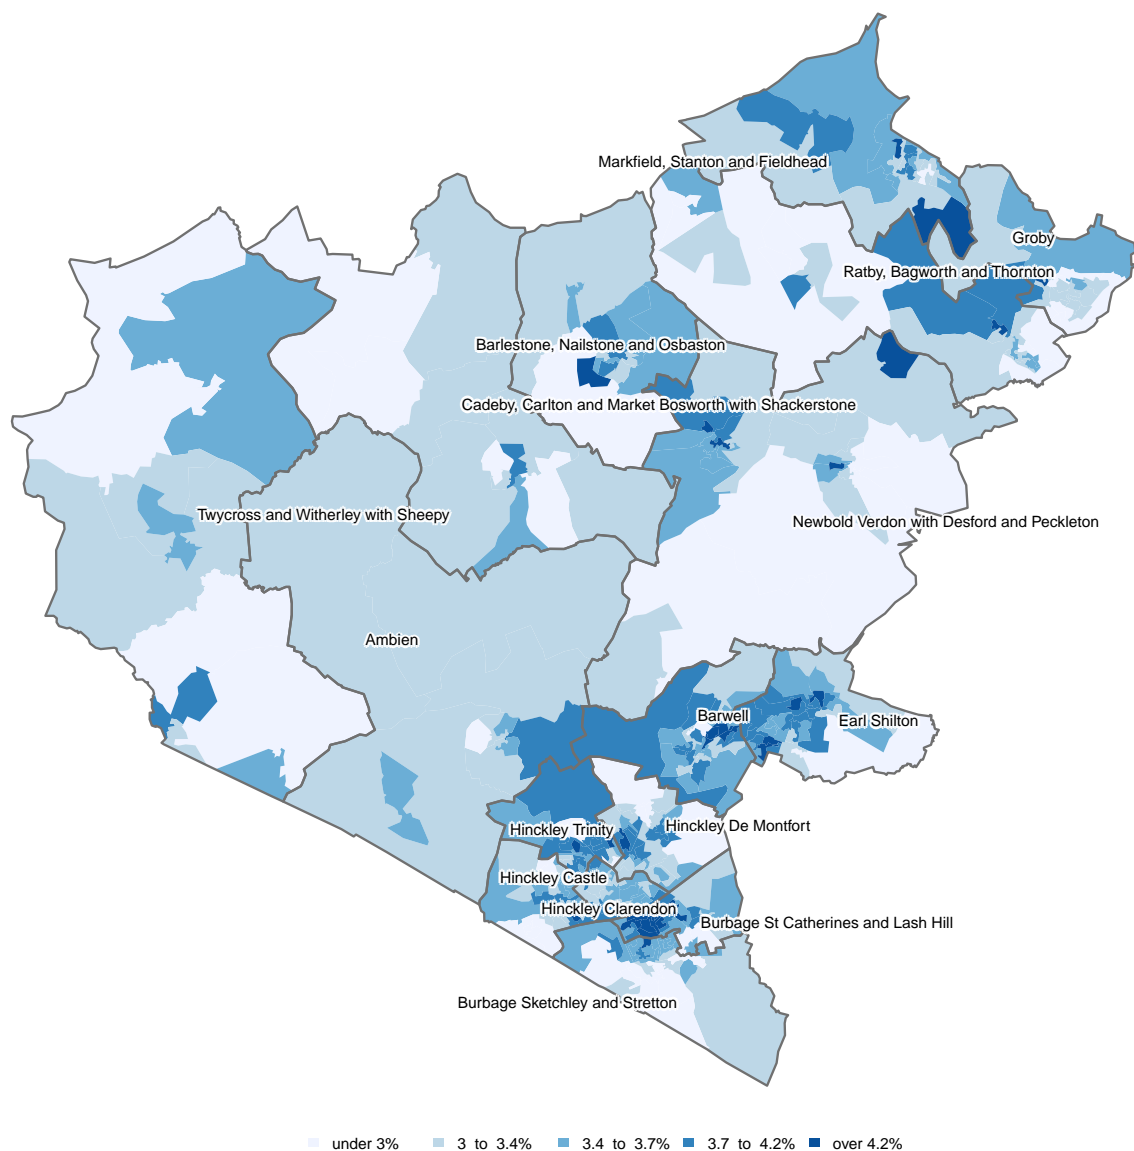 Markfield, Stanton and Fieldhead
Groby
Ratby, Bagworth and Thornton
Barlestone, Nailstone and Osbaston
Cadeby, Carlton and Market Bosworth with Shackerstone
Twycross and Witherley with Sheepy
Newbold Verdon with Desford and Peckleton
Ambien
Barwell
Earl Shilton
Hinckley De Montfort
Hinckley Trinity
Hinckley Castle
Hinckley Clarendon
Burbage St Catherines and Lash Hill
Burbage Sketchley and Stretton
under 3% 3 to 3.4% 3.4 to 3.7% 3.7 to 4.2% over 4.2%